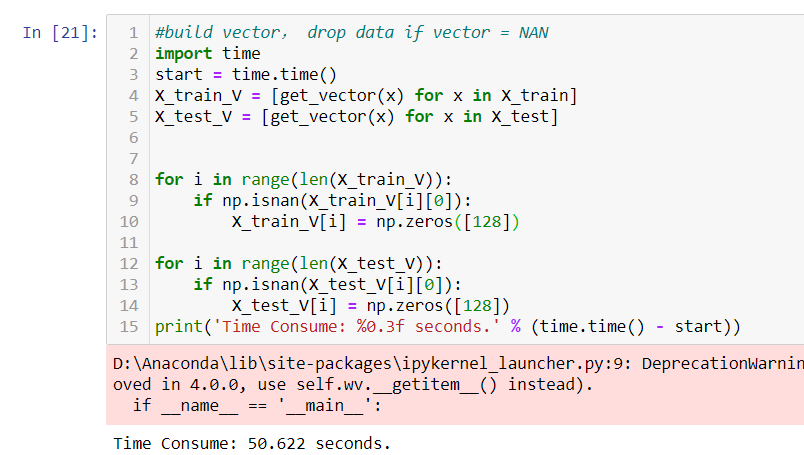 In [21]:
1 #build vector， drop data if vector = NAN
2 import time
3 start = time.time()
4 X_train_V = [get_vector(x) for x in X_train]
5 X_test_V = [get_vector(x) for x in X_test]
6
7
8 for i in range(len(X_train_V)):
9     if np.isnan(X_train_V[i][0]):
10         X_train_V[i] = np.zeros([128])
11
12 for i in range(len(X_test_V)):
13     if np.isnan(X_test_V[i][0]):
14         X_test_V[i] = np.zeros([128])
15 print('Time Consume: %0.3f seconds.' % (time.time() - start))
D:\Anaconda\lib\site-packages\ipykernel_launcher.py:9: DeprecationWarnin
oved in 4.0.0, use self.wv.__getitem__() instead).
  if __name__ == '__main__':
Time Consume: 50.622 seconds.